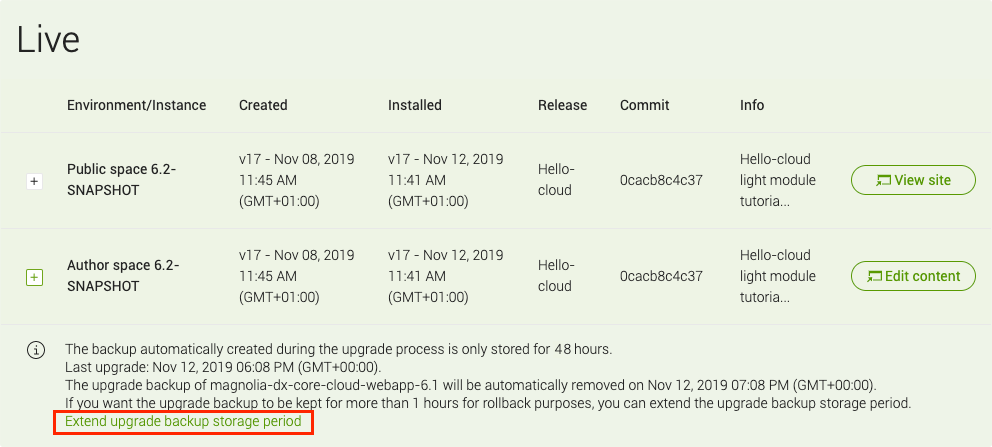 Live
Environment/Instance Created Installed Release Commit Info
Public space 6.2-
SNAPSHOT
v17 - Nov 08, 2019
11:45 AM
(GMT+01:00)
v17 - Nov 12, 2019
11:41 AM
(GMT+01:00)
Hello-
cloud
0cacb8c4c37
Hello-cloud
light module
tutoria...
View site
Author space 6.2-
SNAPSHOT
v17 - Nov 08, 2019
11:45 AM
(GMT+01:00)
v17 - Nov 12, 2019
11:41 AM
(GMT+01:00)
Hello-
cloud
0cacb8c4c37
Hello-cloud
light module
tutoria...
Edit content
The backup automatically created during the upgrade process is only stored for 48 hours.
Last upgrade: Nov 12, 2019 06:08 PM (GMT+00:00).
The upgrade backup of magnolia-dx-core-cloud-webapp-6.1 will be automatically removed on Nov 12, 2019 07:08 PM (GMT+00:00).
If you want the upgrade backup to be kept for more than 1 hours for rollback purposes, you can extend the upgrade backup storage period.
Extend upgrade backup storage period